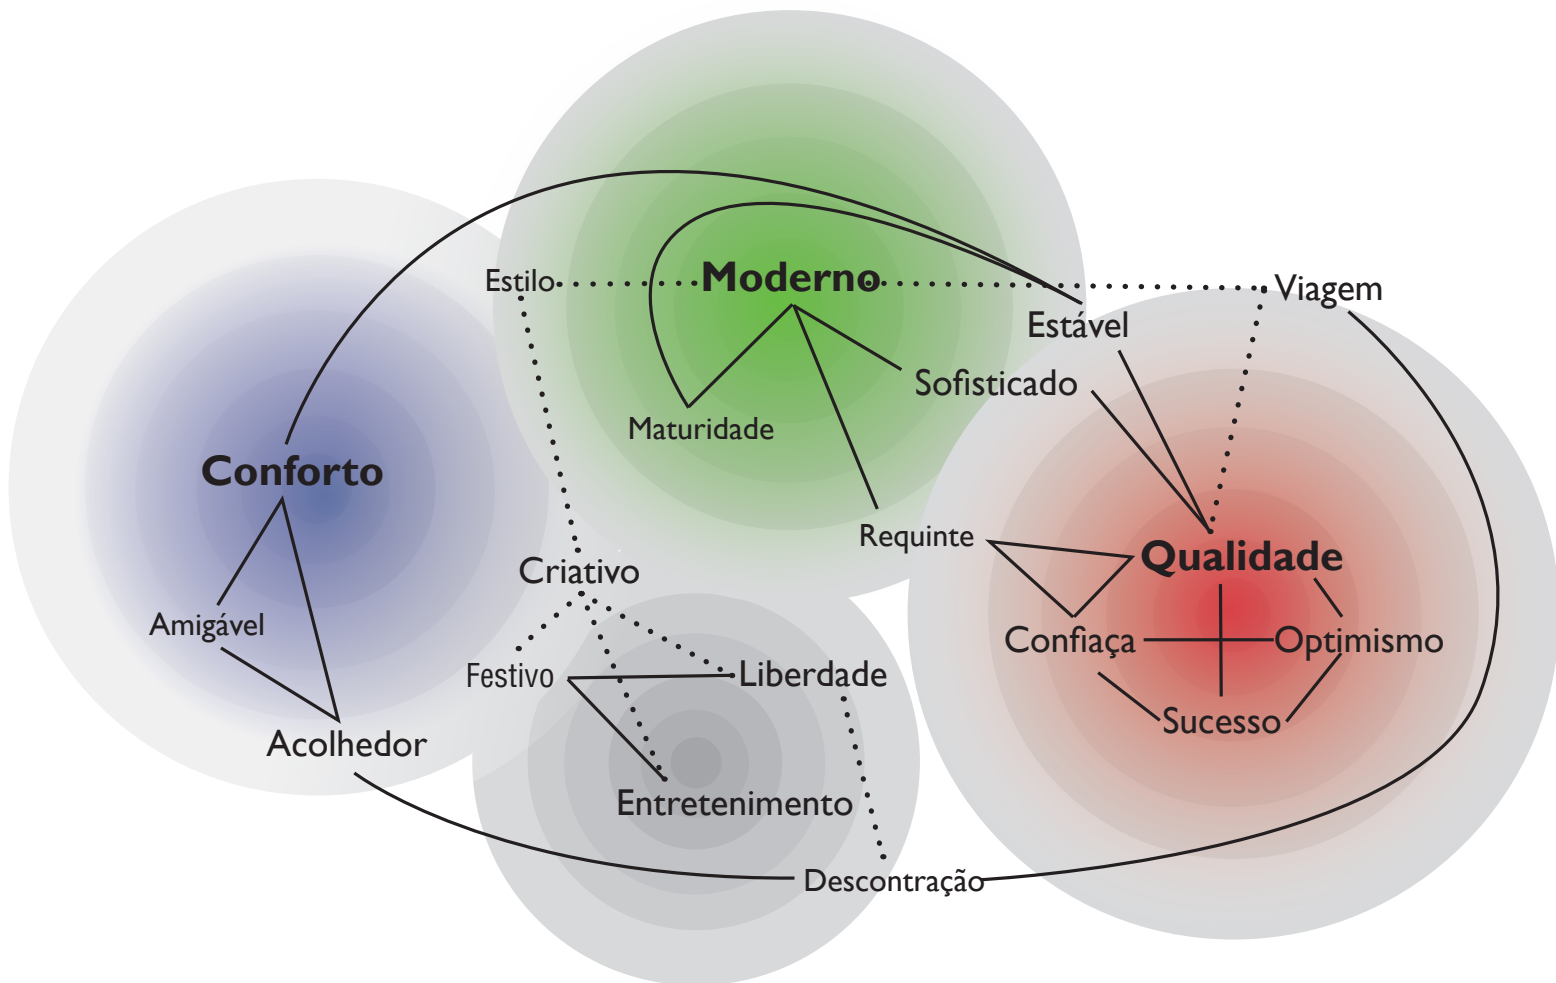 Estilo
Moderno
Viagem
Estável
Sofisticado
Maturidade
Conforto
Requinte
Qualidade
Criativo
Amigável
Confiaça
Optimismo
Festivo
Liberdade
Sucesso
Acolhedor
Entretenimento
Descontração